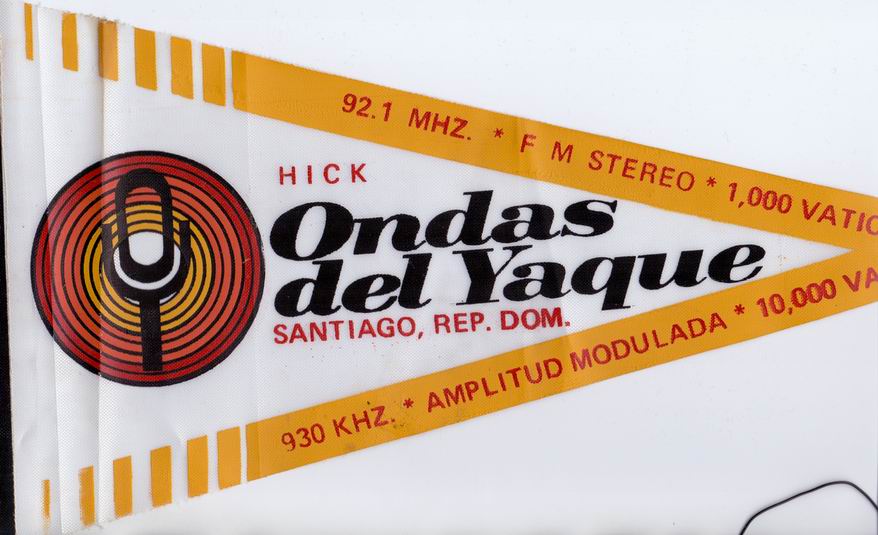 92.1 MHZ. * F M STEREO * 1,000 VATIO
HICK
Ondas
del Yaque
SANTIAGO, REP. DOM.
930 KHZ. * AMPLITUD MODULADA * 10,000 VA